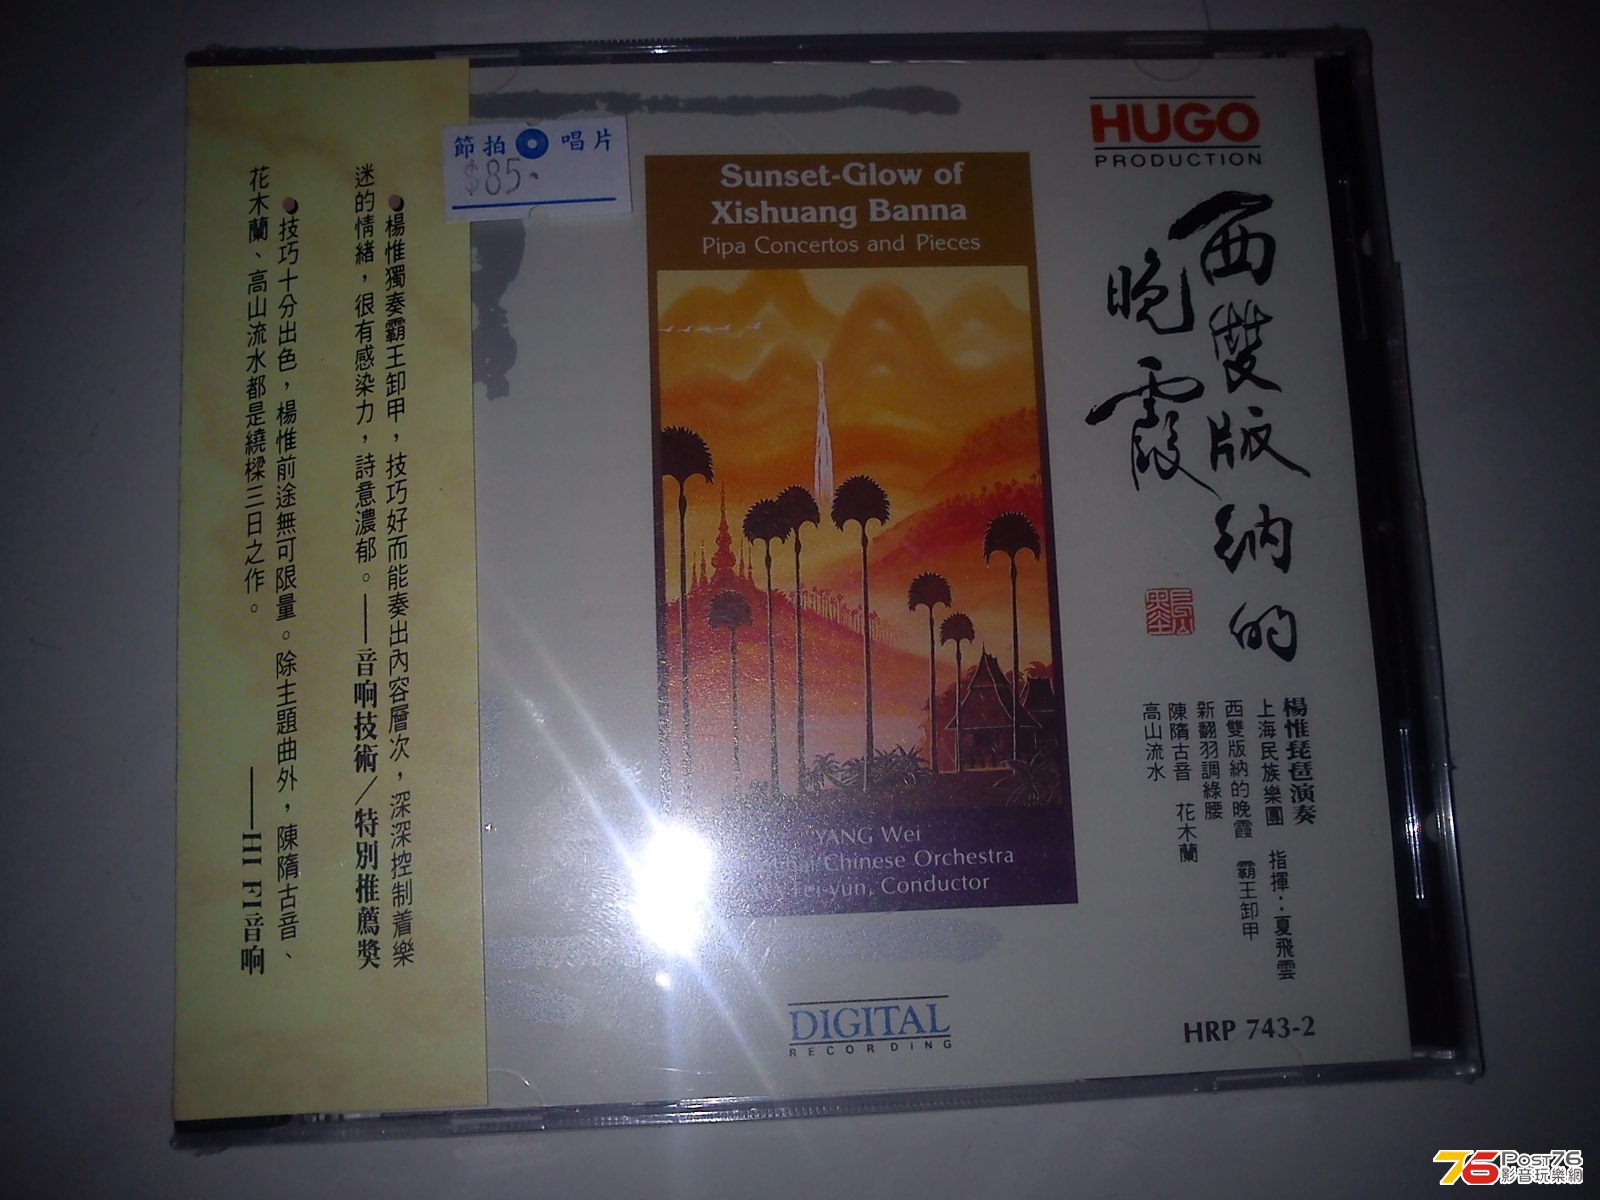 •楊惟獨奏霸王卸甲，技巧好而能奏出內容層次，深深控制着樂
迷的情緒，很有感染力，詩意濃郁。——音响技術／特別推薦獎
•技巧十分出色，楊惟前途無可限量。除主題曲外，陳隋古音、
花木蘭、高山流水都是繞樑三日之作。 ——HI FI音响
節拍 唱片
$85.
Sunset-Glow of
Xishuang Banna
Pipa Concertos and Pieces
YANG Wei
Chinese Orchestra
Fei-yun, Conductor
DIGITAL
RECORDING
HUGO
PRODUCTION
西雙版纳的
晚霞
楊惟琵琶演奏
上海民族樂團 指揮：夏飛雲
西雙版納的晚霞 霸王卸甲
新翻羽調綠腰
陳隋古音 花木蘭
高山流水
HRP 743-2
76 Post76
影音玩樂網